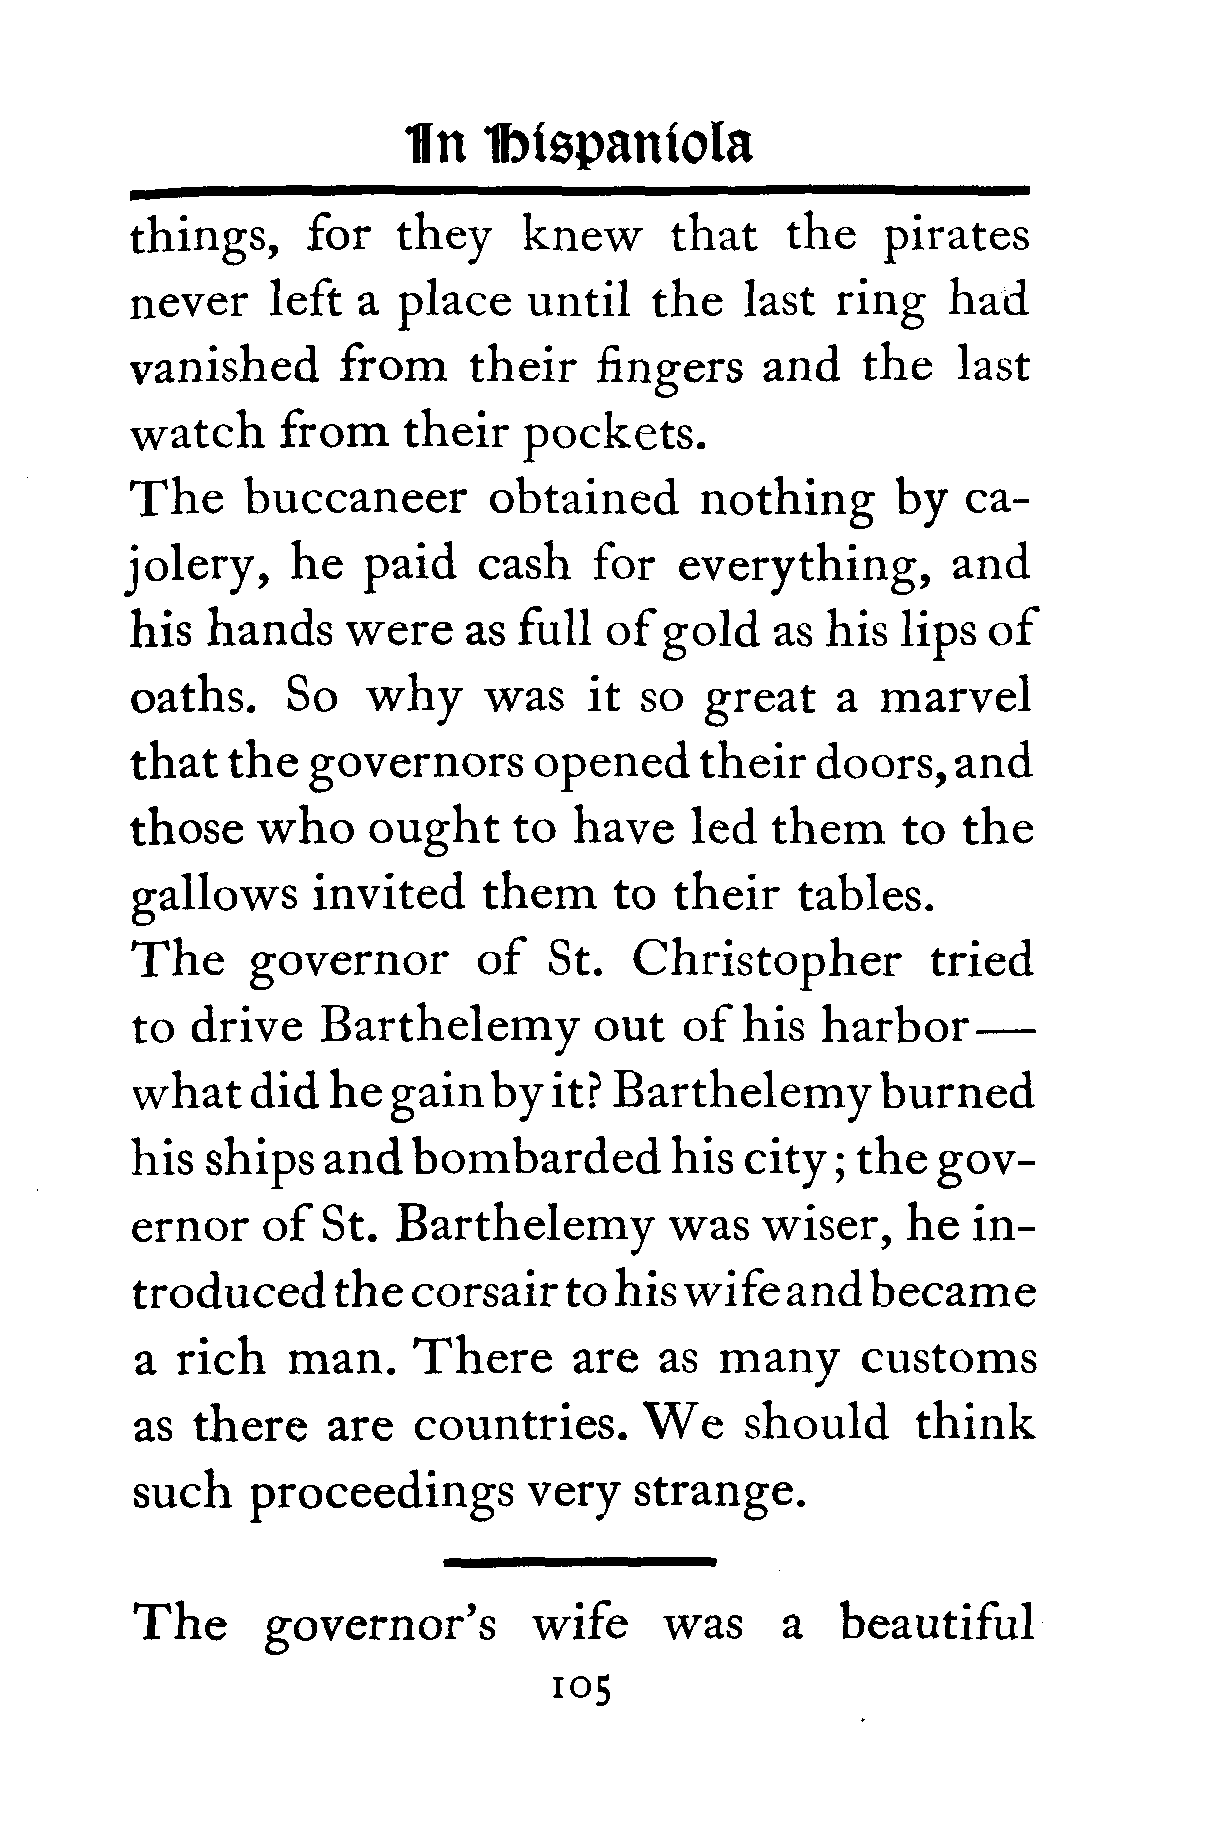 In Hispaniola
things, for they knew that the pirates
never left a place until the last ring had
vanished from their fingers and the last
watch from their pockets.
The buccaneer obtained nothing by ca-
jolery, he paid cash for everything, and
his hands were as full of gold as his lips of
oaths. So why was it so great a marvel
that the governors opened their doors, and
those who ought to have led them to the
gallows invited them to their tables.
The governor of St. Christopher tried
to drive Barthelemy out of his harbor—
what did he gain by it? Barthelemy burned
his ships and bombarded his city; the gov-
ernor of St. Barthelemy was wiser, he in-
troduced the corsair to his wife and became
a rich man. There are as many customs
as there are countries. We should think
such proceedings very strange.
The governor's wife was a beautiful
105